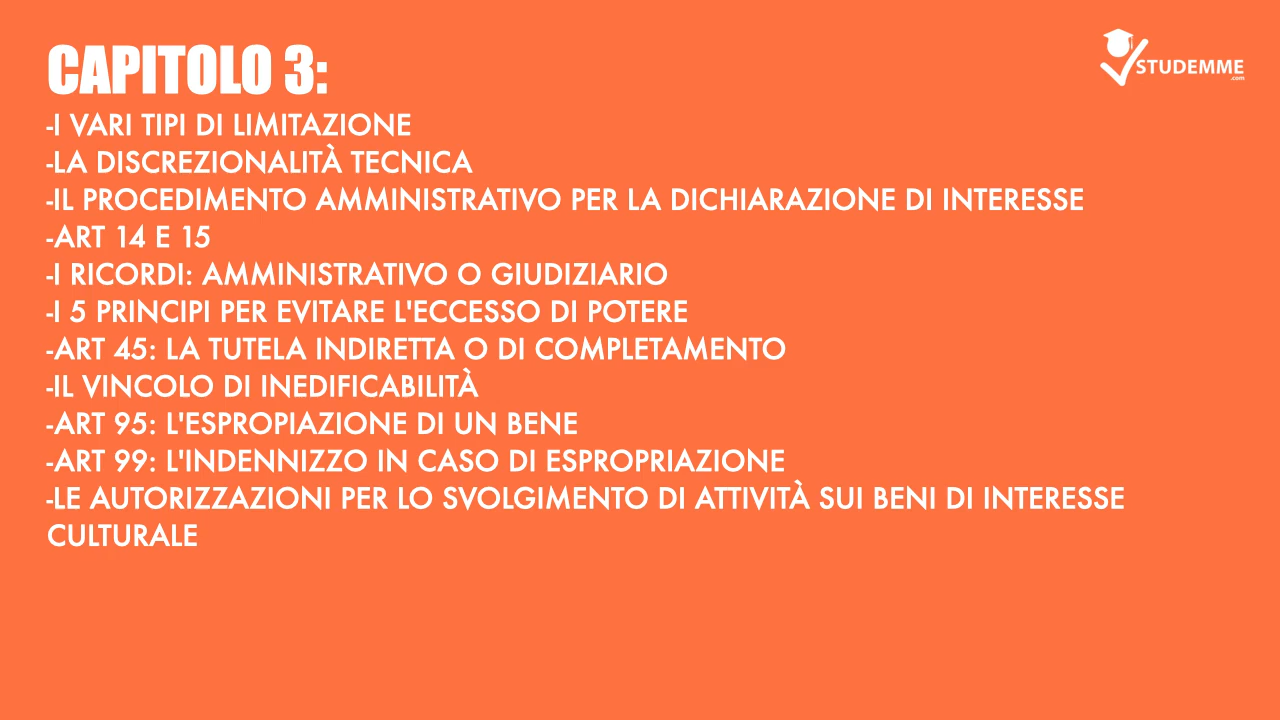 CAPITOLO 3:
STUDEMME
.com
-I VARI TIPI DI LIMITAZIONE
-LA DISCREZIONALITÀ TECNICA
-IL PROCEDIMENTO AMMINISTRATIVO PER LA DICHIARAZIONE DI INTERESSE
-ART 14 E 15
-I RICORDI: AMMINISTRATIVO O GIUDIZIARIO
-I 5 PRINCIPI PER EVITARE L'ECCESSO DI POTERE
-ART 45: LA TUTELA INDIRETTA O DI COMPLETAMENTO
-IL VINCOLO DI INEDIFICABILITÀ
-ART 95: L'ESPROPIAZIONE DI UN BENE
-ART 99: L'INDENNIZZO IN CASO DI ESPROPRIAZIONE
-LE AUTORIZZAZIONI PER LO SVOLGIMENTO DI ATTIVITÀ SUI BENI DI INTERESSE
CULTURALE